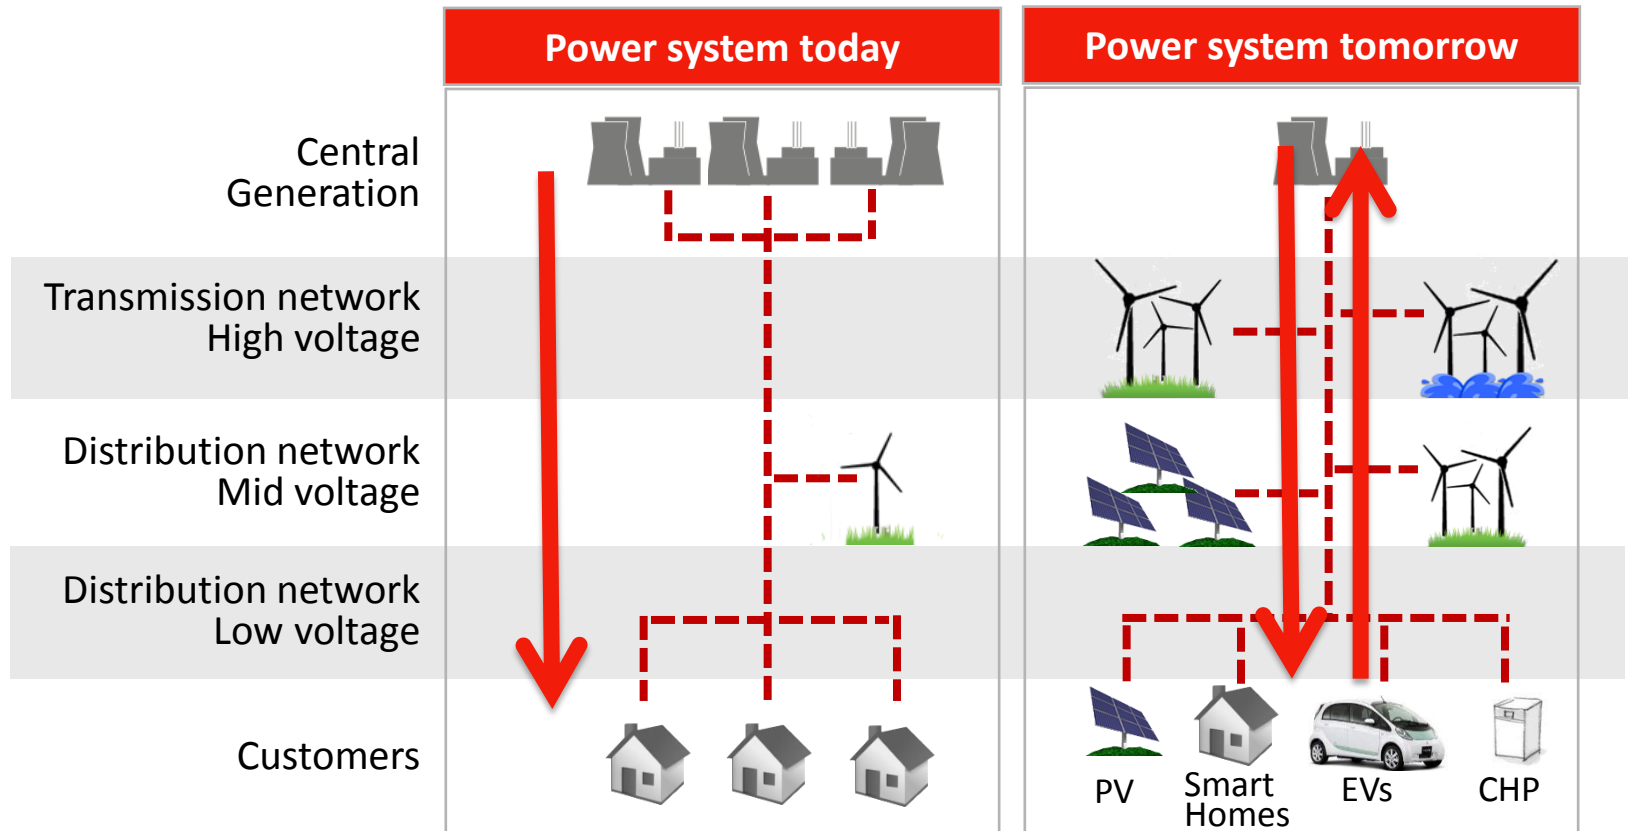 Power system today
Power system tomorrow
Central
Generation
Transmission network
High voltage
Distribution network
Mid voltage
Distribution network
Low voltage
Customers
PV
Smart
Homes
EVs
CHP